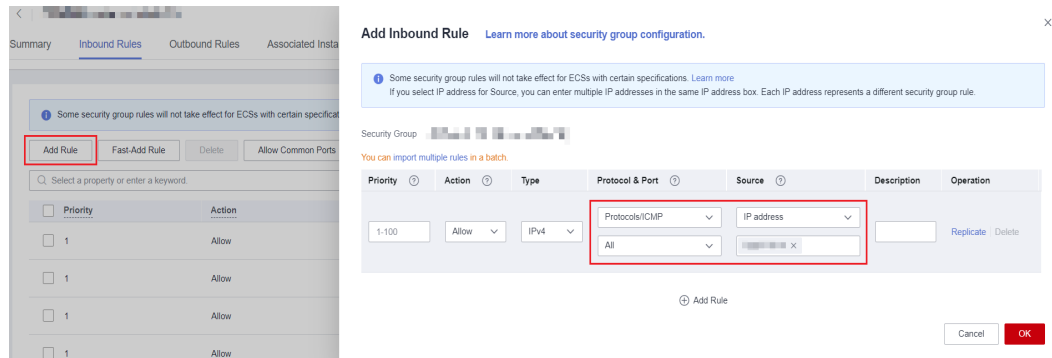 Summary Inbound Rules Outbound Rules Associated Insta
Some security group rules will not take effect for ECSs with certain specificat
Add Rule Fast-Add Rule Delete Allow Common Ports
Select a property or enter a keyword.
Priority Action
1 Allow
1 Allow
1 Allow
1 Allow
Add Inbound Rule Learn more about security group configuration.
Some security group rules will not take effect for ECSs with certain specifications. Learn more
If you select IP address for Source, you can enter multiple IP addresses in the same IP address box. Each IP address represents a different security group rule.
Security Group
You can import multiple rules in a batch.
Priority Action Type Protocol & Port Source Description Operation
Protocols/ICMP IP address
1-100 Allow IPv4 Replicate Delete
All
Add Rule
Cancel OK